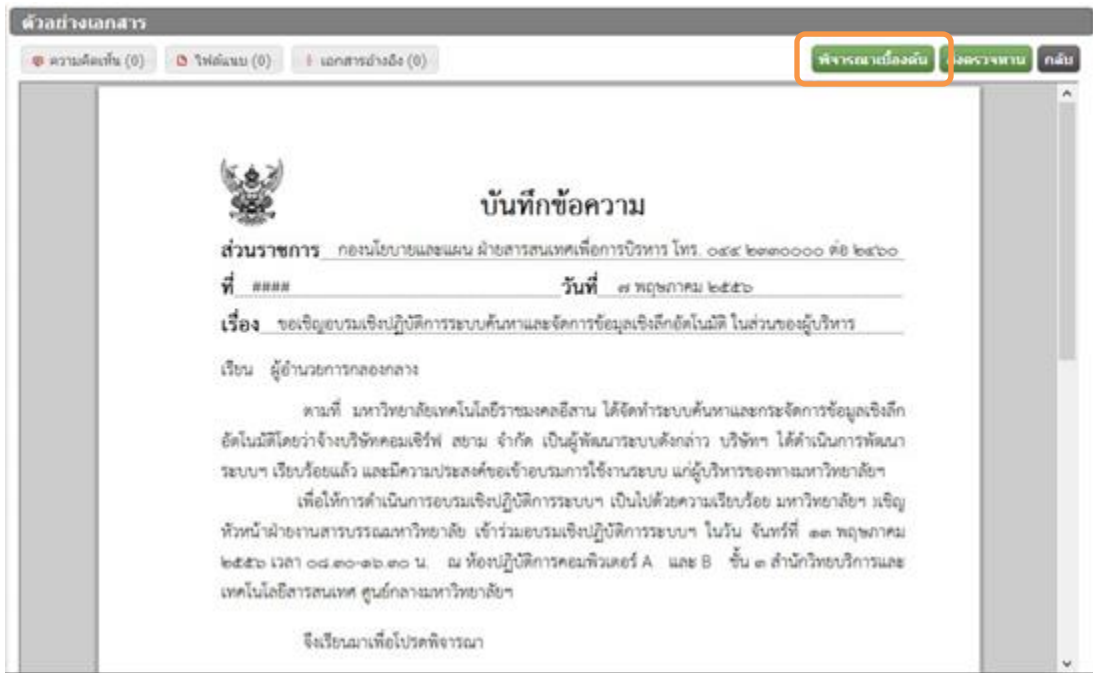 ตัวอย่างเอกสาร
ความคิดเห็น (0) ไฟล์แนบ (0) เอกสารอ้างอิง (0) พิจารณาเบื้องต้น ส่งตรวจทาน กลับ
บันทึกข้อความ
ส่วนราชการ กองนโยบายและแผน ฝ่ายสารสนเทศเพื่อการบริหาร โทร. ๐๔๔ ๒๓๓๐๐๐๐ ต่อ ๒๕๖๐
ที่ #### วันที่ ๗ พฤษภาคม ๒๕๕๖
เรื่อง ขอเชิญอบรมเชิงปฏิบัติการระบบค้นหาและจัดการข้อมูลเชิงลึกอัตโนมัติ ในส่วนของผู้บริหาร
เรียน ผู้อำนวยการกลองกลาง
ตามที่ มหาวิทยาลัยเทคโนโลยีราชมงคลอีสาน ได้จัดทำระบบค้นหาและกระจัดการข้อมูลเชิงลึก
อัตโนมัติโดยว่าจ้างบริษัทคอมเซิร์ฟ สยาม จำกัด เป็นผู้พัฒนาระบบดังกล่าว บริษัทฯ ได้ดำเนินการพัฒนา
ระบบฯ เรียบร้อยแล้ว และมีความประสงค์ขอเข้าอบรมการใช้งานระบบ แก่ผู้บริหารของทางมหาวิทยาลัยฯ
เพื่อให้การดำเนินการอบรมเชิงปฏิบัติการระบบฯ เป็นไปด้วยความเรียบร้อย มหาวิทยาลัยฯ เชิญ
หัวหน้าฝ่ายงานสารบรรณมหาวิทยาลัย เข้าร่วมอบรมเชิงปฏิบัติการระบบฯ ในวัน จันทร์ที่ ๑๓ พฤษภาคม
๒๕๕๖ เวลา ๐๘.๓๐-๑๖.๓๐ น. ณ ห้องปฏิบัติการคอมพิวเตอร์ A และ B ชั้น ๓ สำนักวิทยบริการและ
เทคโนโลยีสารสนเทศ ศูนย์กลางมหาวิทยาลัยฯ
จึงเรียนมาเพื่อโปรดพิจารณา